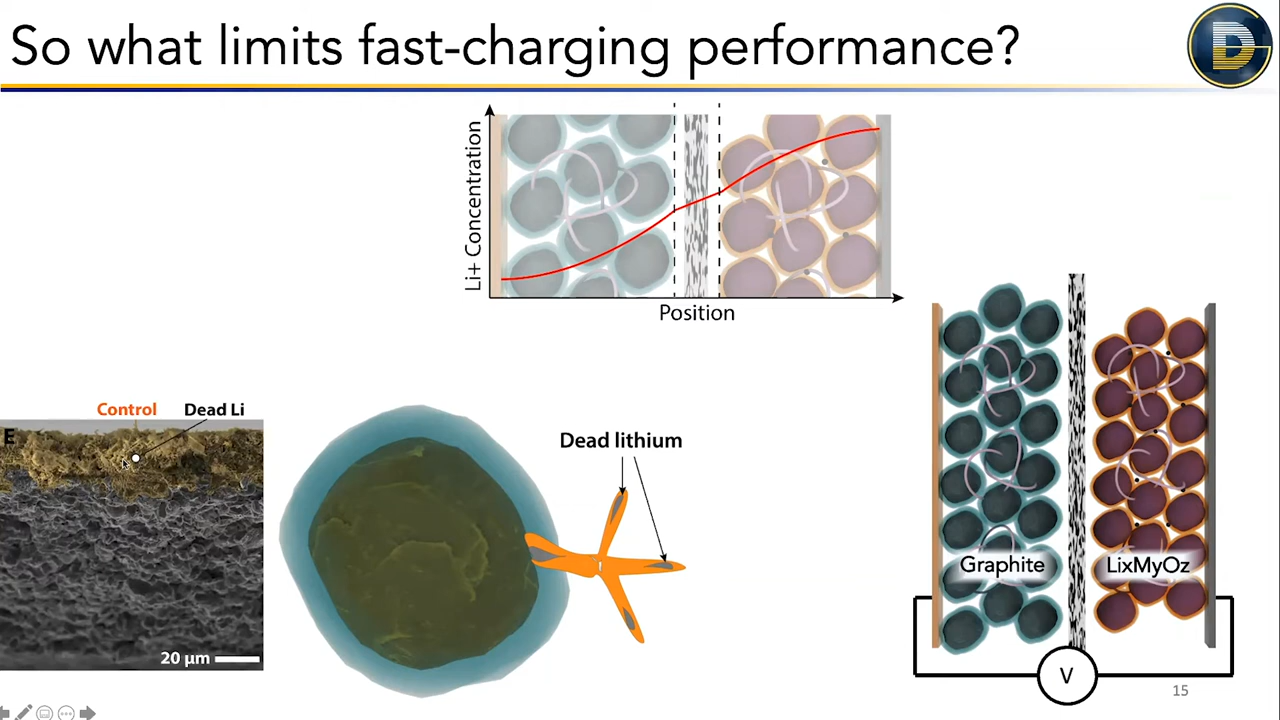 So what limits fast-charging performance?
Li+ Concentration
Position
Control
Dead Li
E
20 µm
Dead lithium
Graphite
LixMyOz
V
15